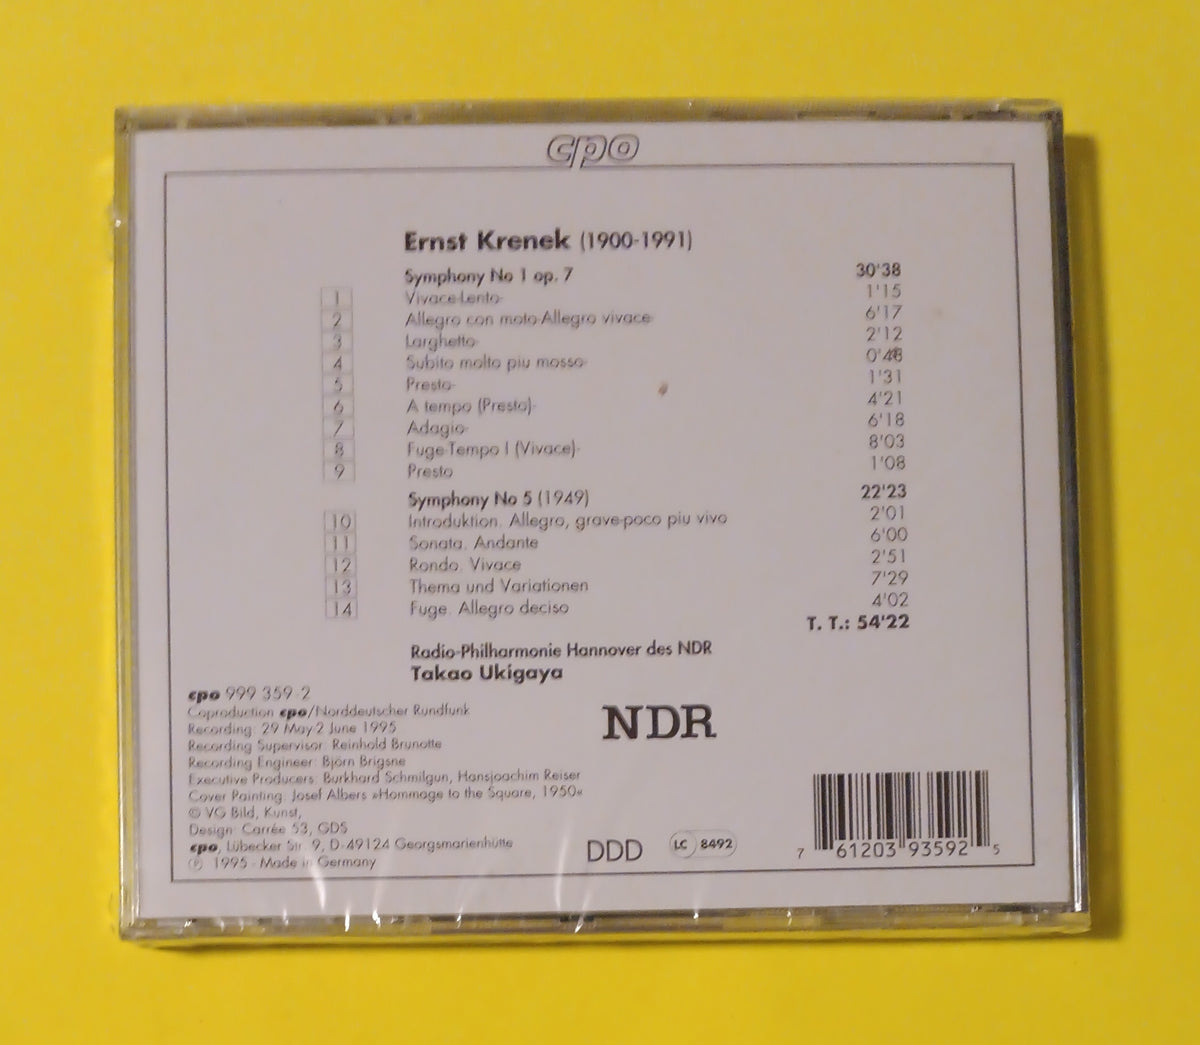 cpo
Ernst Krenek (1900-1991)
Symphony No 1 op. 7 30'38
1 Vivace-Lento- 1'15
2 Allegro con moto-Allegro vivace- 6'17
3 Larghetto- 2'12
4 Subito molto piu mosso- 0'48
5 Presto- 1'31
6 A tempo (Presto)- 4'21
7 Adagio- 6'18
8 Fuge-Tempo I (Vivace)- 8'03
9 Presto 1'08
Symphony No 5 (1949) 22'23
10 Introduktion. Allegro, grave-poco piu vivo 2'01
11 Sonata. Andante 6'00
12 Rondo. Vivace 2'51
13 Thema und Variationen 7'29
14 Fuge. Allegro deciso 4'02
T. T.: 54'22
Radio-Philharmonie Hannover des NDR
Takao Ukigaya
cpo 999 359-2
Coproduction cpo/Norddeutscher Rundfunk
Recording: 29 May-2 June 1995
Recording Supervisor: Reinhold Brunotte
Recording Engineer: Björn Brigsne
Executive Producers: Burkhard Schmilgun, Hansjoachim Reiser
Cover Painting: Josef Albers »Hommage to the Square, 1950«
© VG Bild, Kunst,
Design: Carrée 53, GDS
cpo, Lübecker Str. 9, D-49124 Georgsmarienhütte
℗ 1995 - Made in Germany
NDR
DDD
LC 8492
7 61203 93592 5